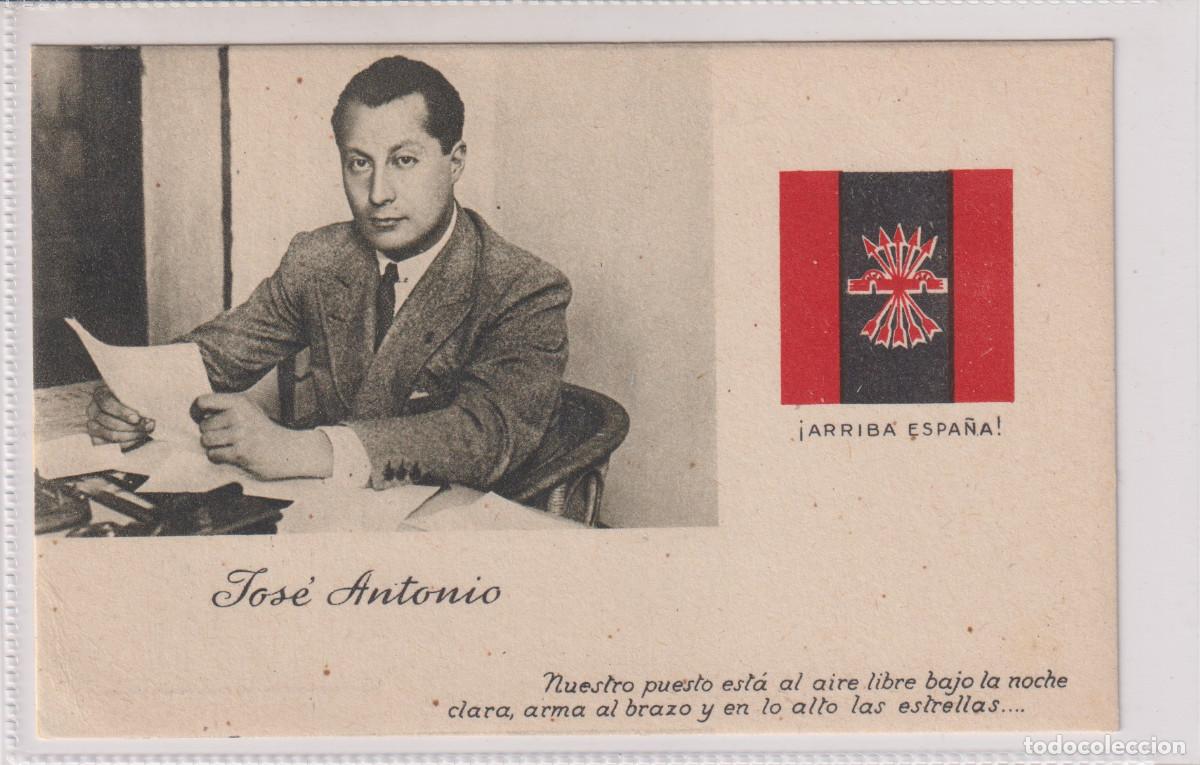 ¡ARRIBA ESPAÑA!
José Antonio
Nuestro puesto está al aire libre bajo la noche
clara, arma al brazo y en lo alto las estrellas....
todocoleccion